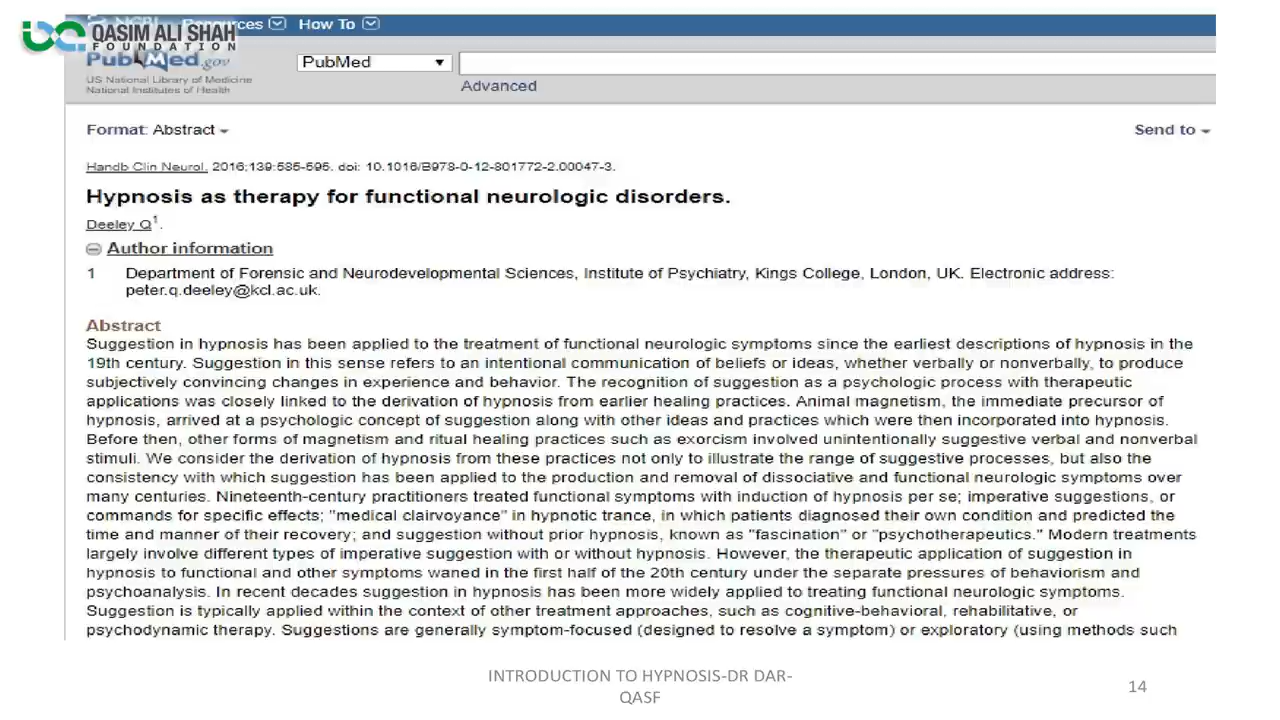 Resources How To
QASIM ALI SHAH
FOUNDATION
PubMed.gov
US National Library of Medicine
National Institutes of Health
PubMed
Advanced
Format: Abstract
Send to
Handb Clin Neurol. 2016;139:585-595. doi: 10.1016/B978-0-12-801772-2.00047-3.
Hypnosis as therapy for functional neurologic disorders.
Deeley Q1.
Author information
1 Department of Forensic and Neurodevelopmental Sciences, Institute of Psychiatry, Kings College, London, UK. Electronic address:
peter.q.deeley@kcl.ac.uk.
Abstract
Suggestion in hypnosis has been applied to the treatment of functional neurologic symptoms since the earliest descriptions of hypnosis in the
19th century. Suggestion in this sense refers to an intentional communication of beliefs or ideas, whether verbally or nonverbally, to produce
subjectively convincing changes in experience and behavior. The recognition of suggestion as a psychologic process with therapeutic
applications was closely linked to the derivation of hypnosis from earlier healing practices. Animal magnetism, the immediate precursor of
hypnosis, arrived at a psychologic concept of suggestion along with other ideas and practices which were then incorporated into hypnosis.
Before then, other forms of magnetism and ritual healing practices such as exorcism involved unintentionally suggestive verbal and nonverbal
stimuli. We consider the derivation of hypnosis from these practices not only to illustrate the range of suggestive processes, but also the
consistency with which suggestion has been applied to the production and removal of dissociative and functional neurologic symptoms over
many centuries. Nineteenth-century practitioners treated functional symptoms with induction of hypnosis per se; imperative suggestions, or
commands for specific effects; "medical clairvoyance" in hypnotic trance, in which patients diagnosed their own condition and predicted the
time and manner of their recovery; and suggestion without prior hypnosis, known as "fascination" or "psychotherapeutics." Modern treatments
largely involve different types of imperative suggestion with or without hypnosis. However, the therapeutic application of suggestion in
hypnosis to functional and other symptoms waned in the first half of the 20th century under the separate pressures of behaviorism and
psychoanalysis. In recent decades suggestion in hypnosis has been more widely applied to treating functional neurologic symptoms.
Suggestion is typically applied within the context of other treatment approaches, such as cognitive-behavioral, rehabilitative, or
psychodynamic therapy. Suggestions are generally symptom-focused (designed to resolve a symptom) or exploratory (using methods such
INTRODUCTION TO HYPNOSIS-DR DAR-
QASF
14